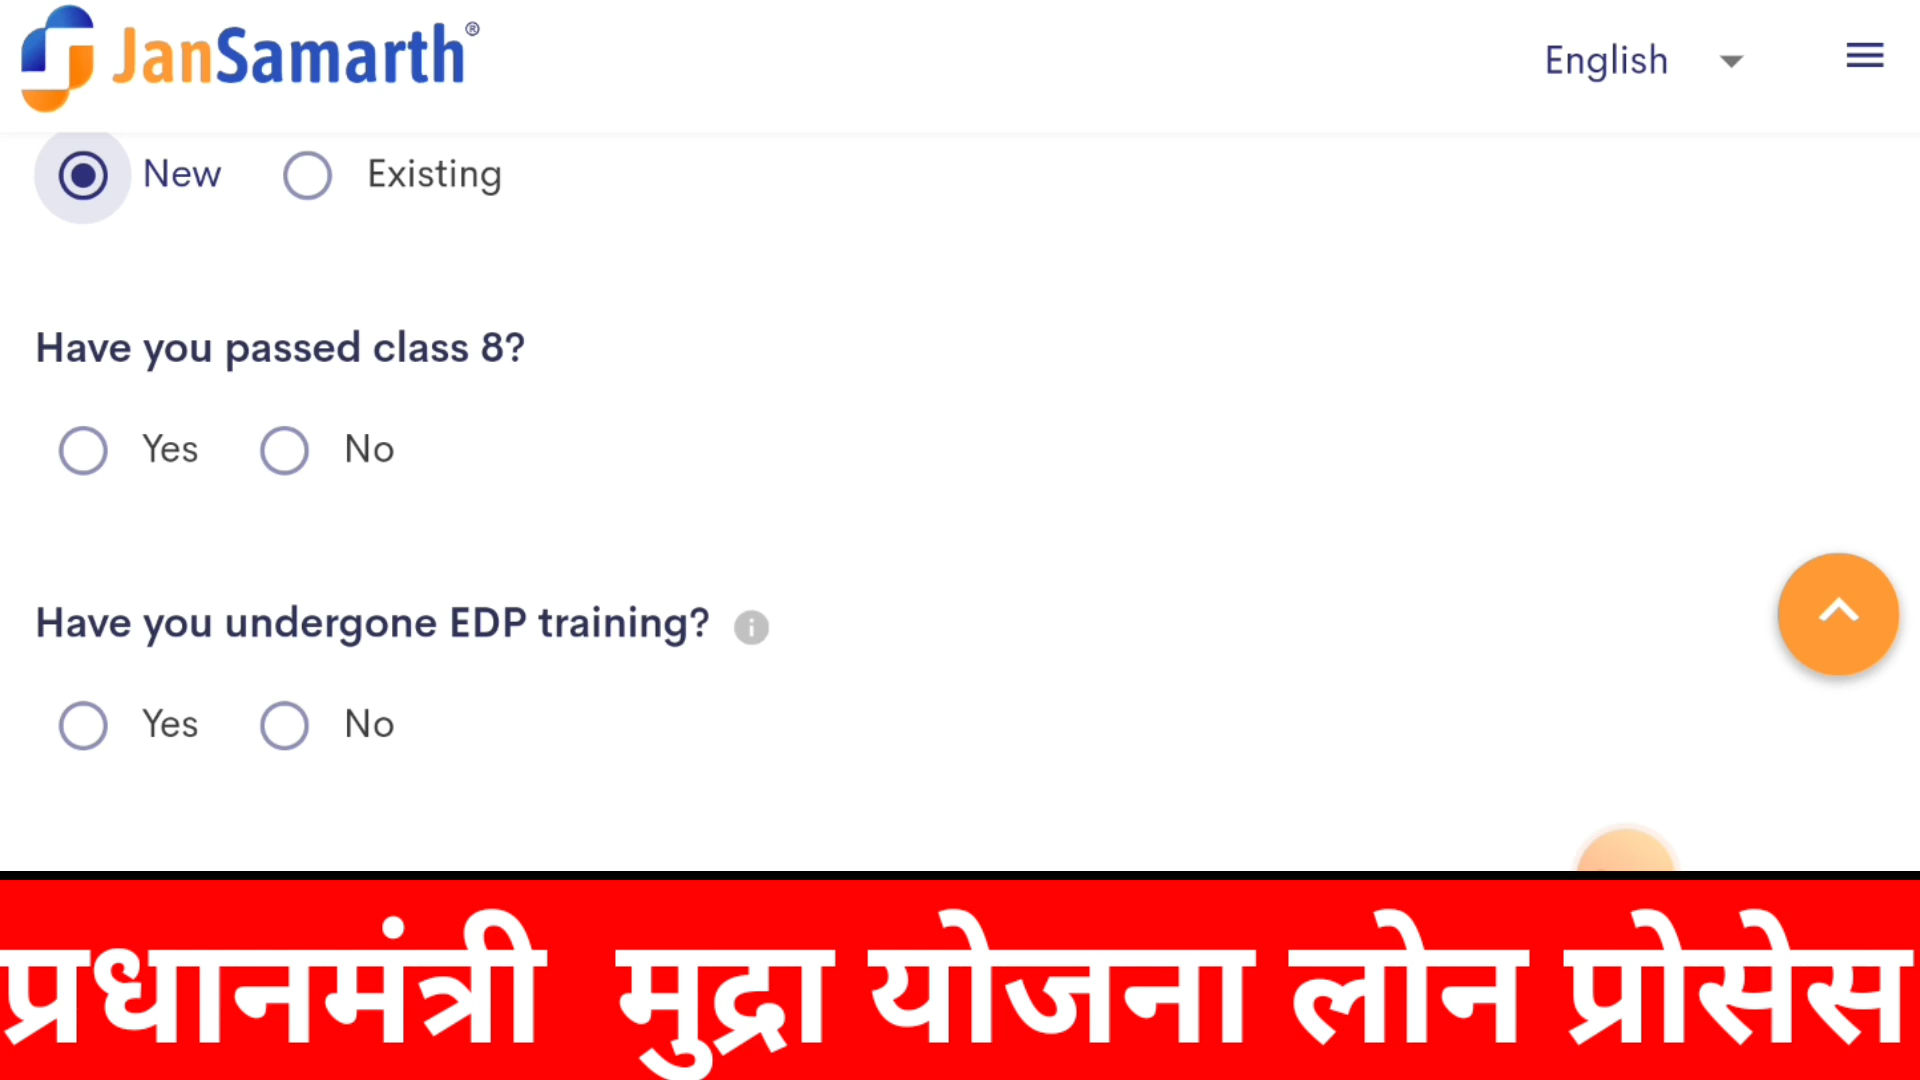 JanSamarth®
English
New Existing
Have you passed class 8?
Yes No
Have you undergone EDP training?
Yes No
प्रधानमंत्री मुद्रा योजना लोन प्रोसेस